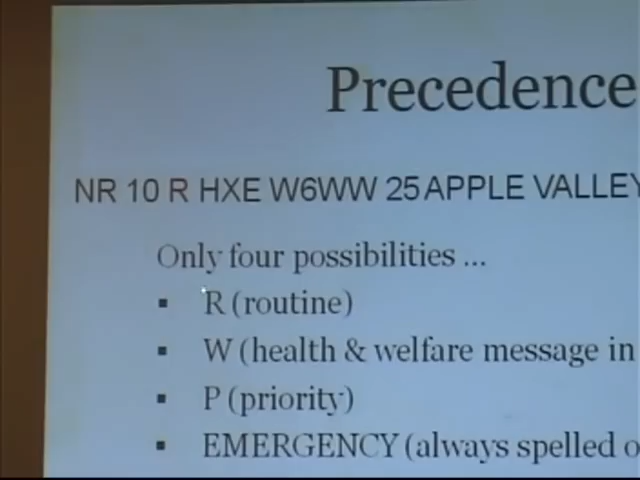 Precedence
NR 10 R HXE W6WW 25 APPLE VALLEY
Only four possibilities ...
▪ R (routine)
▪ W (health & welfare message in
▪ P (priority)
▪ EMERGENCY (always spelled o